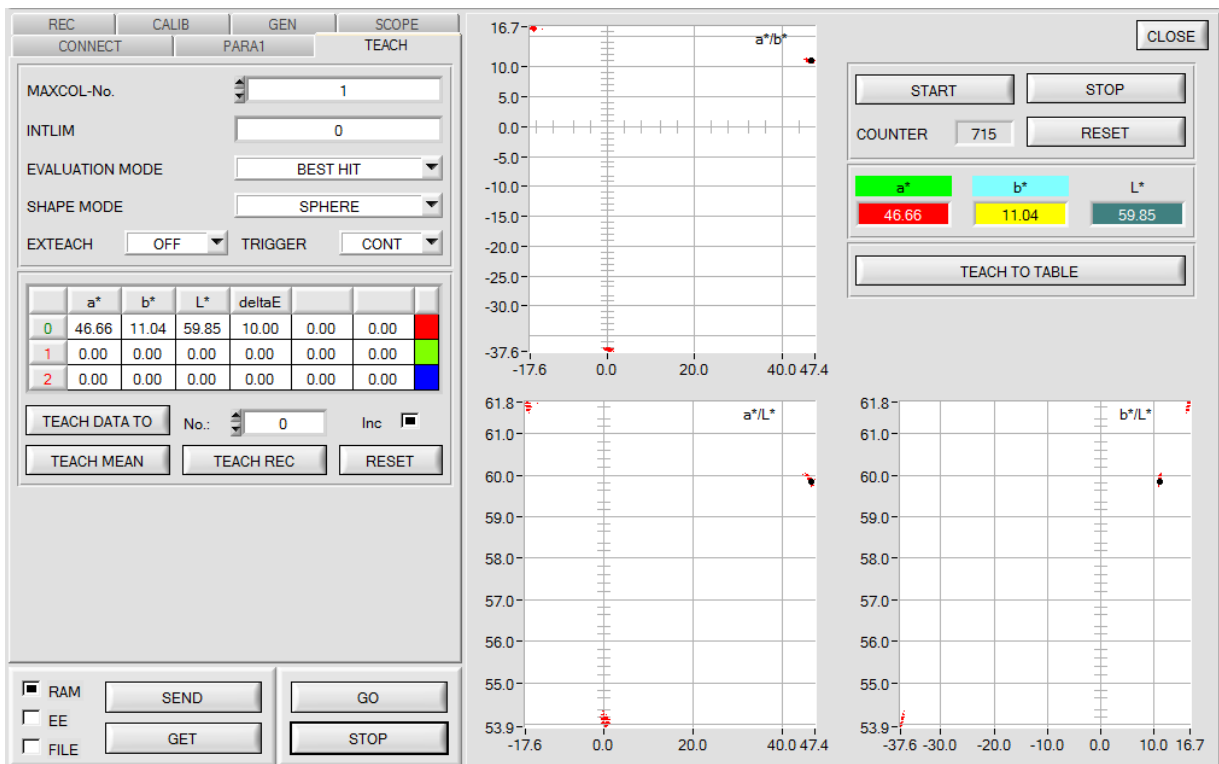 REC CALIB GEN SCOPE
CONNECT PARA1 TEACH
MAXCOL-No. 1
INTLIM 0
EVALUATION MODE BEST HIT
SHAPE MODE SPHERE
EXTEACH OFF TRIGGER CONT
a* b* L* deltaE
0 46.66 11.04 59.85 10.00 0.00 0.00
1 0.00 0.00 0.00 0.00 0.00 0.00
2 0.00 0.00 0.00 0.00 0.00 0.00
TEACH DATA TO No.: 0 Inc
TEACH MEAN TEACH REC RESET
RAM SEND GO
EE
FILE GET STOP
a*/b*
16.7
10.0
5.0
0.0
-5.0
-10.0
-15.0
-20.0
-25.0
-30.0
-37.6
-17.6 0.0 20.0 40.0 47.4
a*/L*
61.8
61.0
60.0
59.0
58.0
57.0
56.0
55.0
53.9
-17.6 0.0 20.0 40.0 47.4
CLOSE
START STOP
COUNTER 715 RESET
a* b* L*
46.66 11.04 59.85
TEACH TO TABLE
b*/L*
61.8
61.0
60.0
59.0
58.0
57.0
56.0
55.0
53.9
-37.6 -30.0 -20.0 -10.0 0.0 10.0 16.7